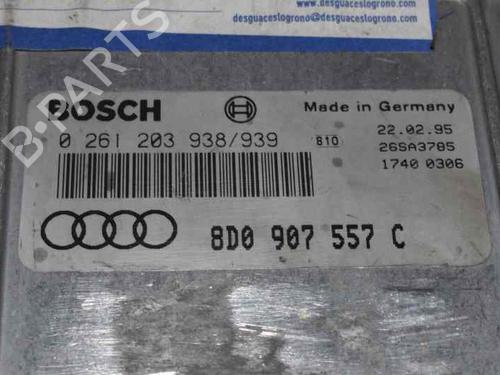 www.desguaceslogrono.com
desguaceslogrono@desguaceslogrono.com
B-PARTS
BOSCH
Made in Germany
0 261 203 938/939
810
22.02.95
26SA3785
1740 0306
8D0 907 557 C